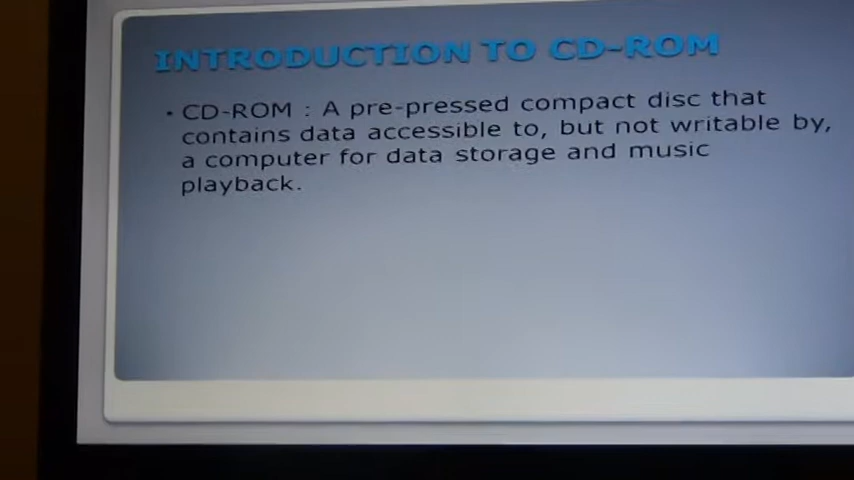 INTRODUCTION TO CD-ROM
• CD-ROM : A pre-pressed compact disc that
contains data accessible to, but not writable by,
a computer for data storage and music
playback.